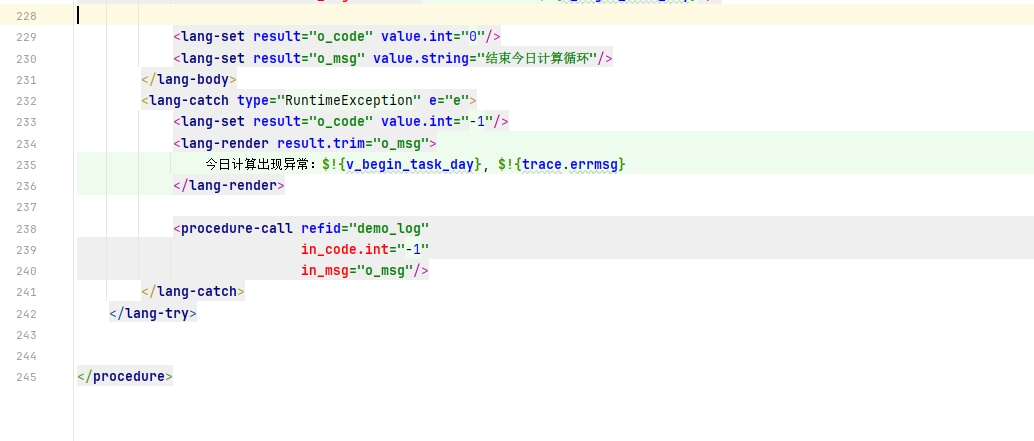 228
229 <lang-set result="o_code" value.int="0"/>
230 <lang-set result="o_msg" value.string="结束今日计算循环"/>
231 </lang-body>
232 <lang-catch type="RuntimeException" e="e">
233 <lang-set result="o_code" value.int="-1"/>
234 <lang-render result.trim="o_msg">
235 今日计算出现异常: $!{v_begin_task_day}, $!{trace.errmsg}
236 </lang-render>
237
238 <procedure-call refid="demo_log"
239 in_code.int="-1"
240 in_msg="o_msg"/>
241 </lang-catch>
242 </lang-try>
243
244
245 </procedure>